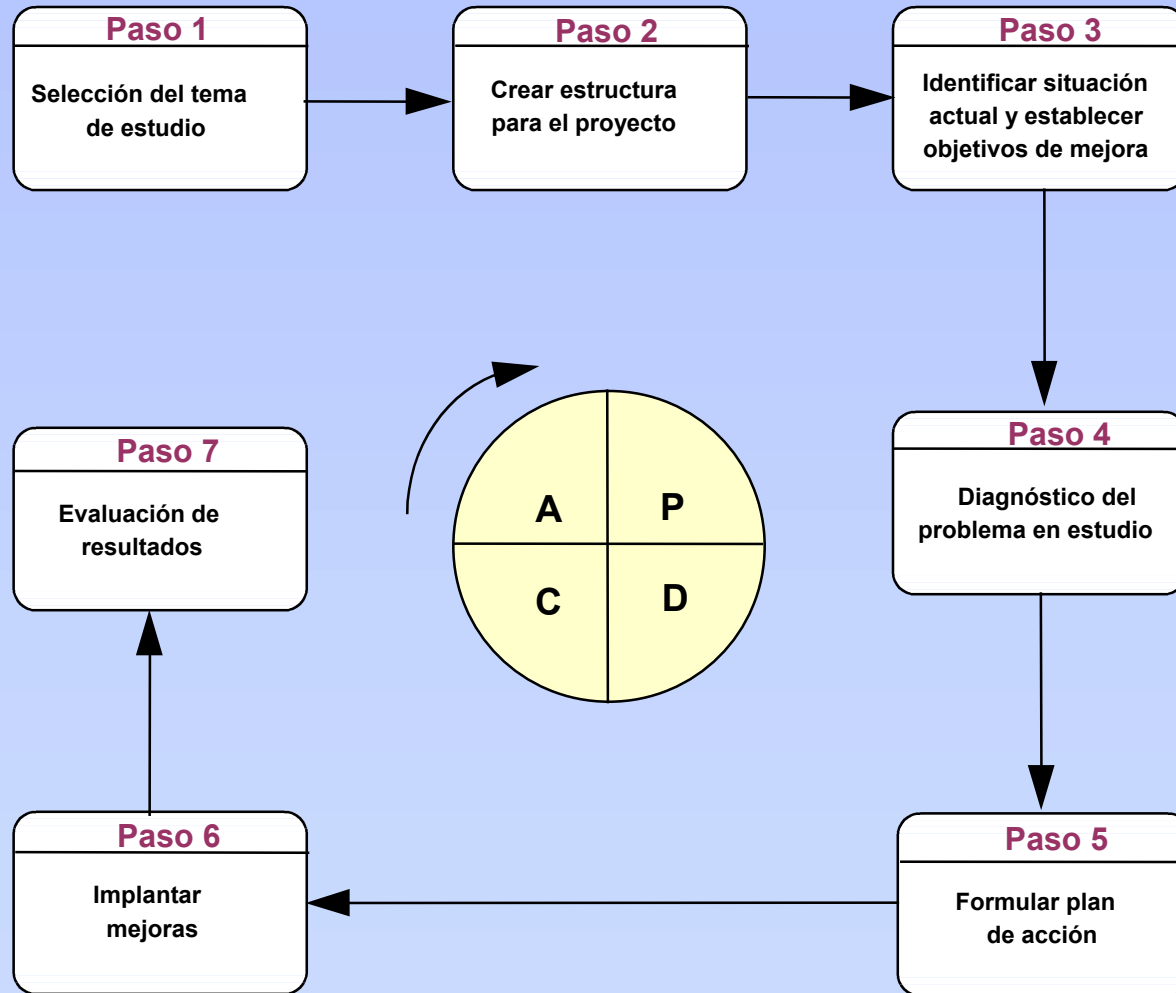 Paso 1
Selección del tema
de estudio
Paso 2
Crear estructura
para el proyecto
Paso 3
Identificar situación
actual y establecer
objetivos de mejora
Paso 4
Diagnóstico del
problema en estudio
Paso 5
Formular plan
de acción
Paso 6
Implantar
mejoras
Paso 7
Evaluación de
resultados
A P
C D